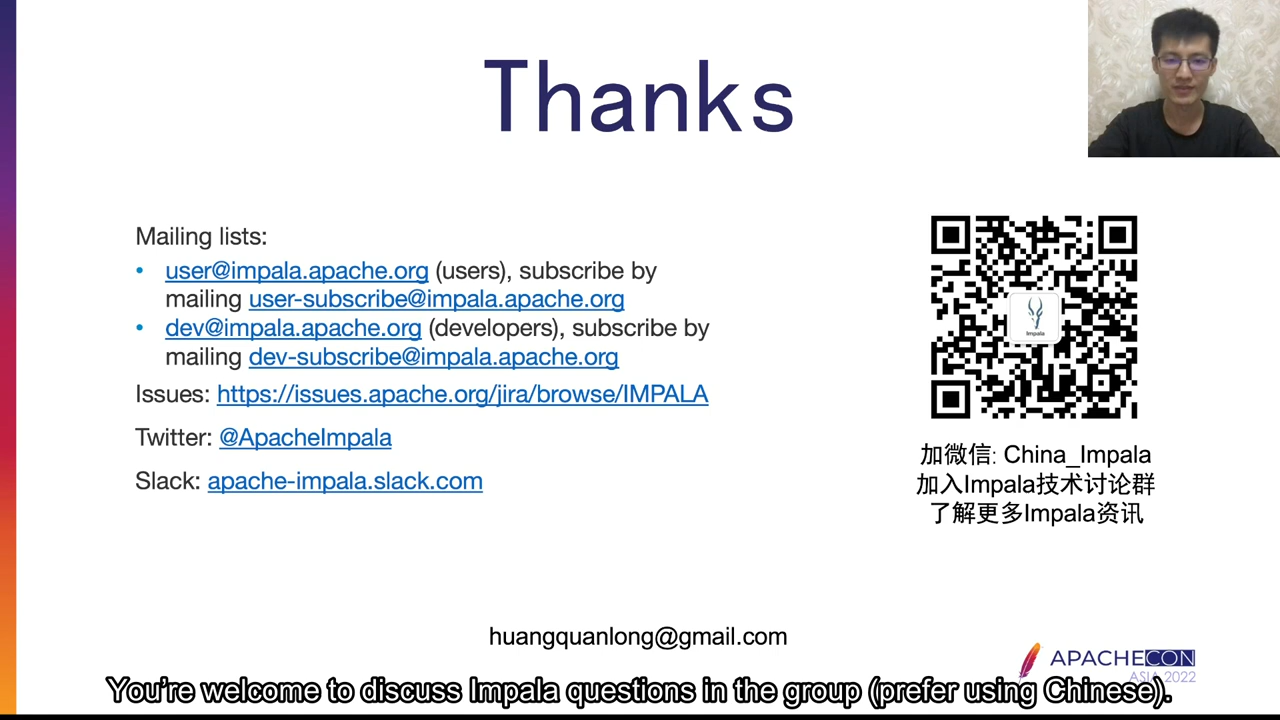 Thanks
Mailing lists:
• user@impala.apache.org (users), subscribe by
mailing user-subscribe@impala.apache.org
• dev@impala.apache.org (developers), subscribe by
mailing dev-subscribe@impala.apache.org
Issues: https://issues.apache.org/jira/browse/IMPALA
Twitter: @ApacheImpala
Slack: apache-impala.slack.com
Impala
加微信: China_Impala
加入Impala技术讨论群
了解更多Impala资讯
huangquanlong@gmail.com
APACHECON
ASIA 2022
You're welcome to discuss Impala questions in the group (prefer using Chinese).